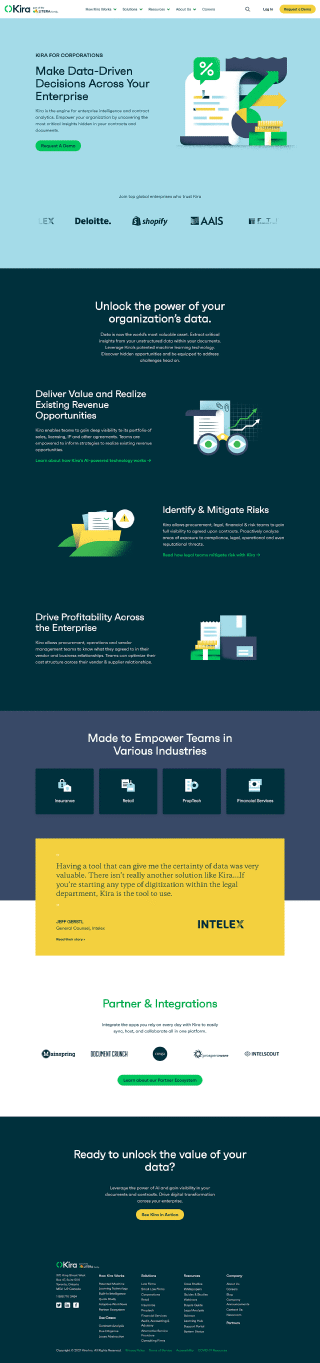 Kira
How Kira Works
Solutions
Resources
About Us
Careers
Log In
Request a Demo
KIRA FOR CORPORATIONS
Make Data-Driven
Decisions Across Your
Enterprise
Kira is the engine for enterprise intelligence and contract
analytics. Empower your organization by uncovering the
most critical insights hidden in your contracts and
documents.
Request A Demo
%
Join top global enterprises who trust Kira
LEX
Deloitte.
shopify
AAIS
Unlock the power of your
organization's data.
Data is now the world's most valuable asset. Extract critical
insights from your unstructured data within your documents.
Leverage Kira's patented machine learning technology.
Discover hidden opportunities and be equipped to address
challenges head on.
Deliver Value and Realize
Existing Revenue
Opportunities
Kira enables teams to gain deep visibility to its portfolio of
sales, licensing, IP and other agreements. Teams are
empowered to inform strategies to realize existing revenue
opportunities.
Learn about how Kira's AI-powered technology works →
Identify & Mitigate Risks
Kira allows procurement, legal, financial & risk teams to gain
full visibility to agreed upon contracts. Proactively analyze
areas of exposure to compliance, legal, operational and even
reputational threats.
Read how legal teams mitigate risk with Kira →
Drive Profitability Across
the Enterprise
Kira allows procurement, operations and vendor
management teams to know what they agreed to in their
vendor and business relationships. Teams can optimize their
cost structure across their vendor & supplier relationships.
Made to Empower Teams in
Various Industries
Insurance
Retail
PropTech
Financial Services
Having a tool that can give me the certainty of data was very
valuable. There isn't really another solution like Kira...If
you're starting any type of digitization within the legal
department, Kira is the tool to use.
JEFF GERSTL
General Counsel, Intelex
Read their story >
INTELEX
Partner & Integrations
Integrate the apps you rely on every day with Kira to easily
sync, host, and collaborate all in one platform.
Mainspring
DOCUMENT CRUNCH
INTELSCOUT
Learn about our Partner Ecosystem
Ready to unlock the value of your
data?
Leverage the power of AI and gain visibility in your
documents and contracts. Drive digital transformation
across your enterprise.
See Kira in Action
Kira
How Kira Works
Solutions
Resources
Company
Use Cases
Partners